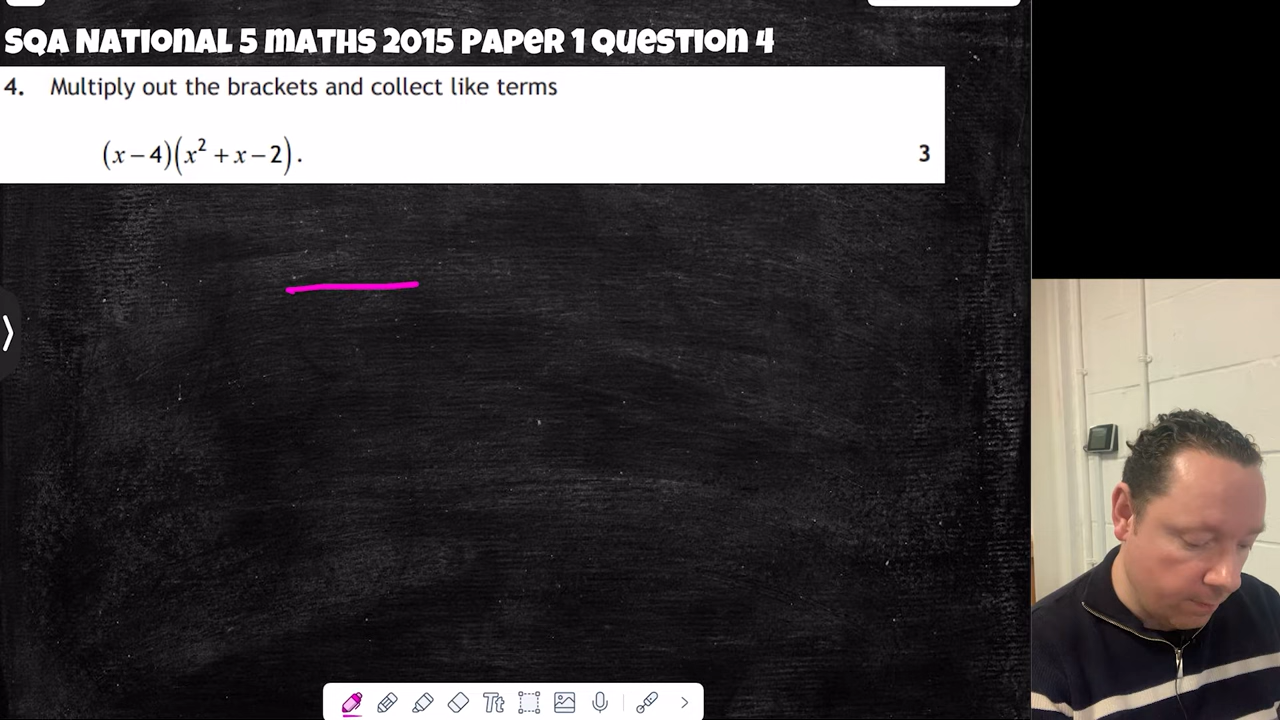 SQA National 5 maths 2015 Paper 1 Question 4
4. Multiply out the brackets and collect like terms
(x – 4)(x² + x – 2). 3
Tt